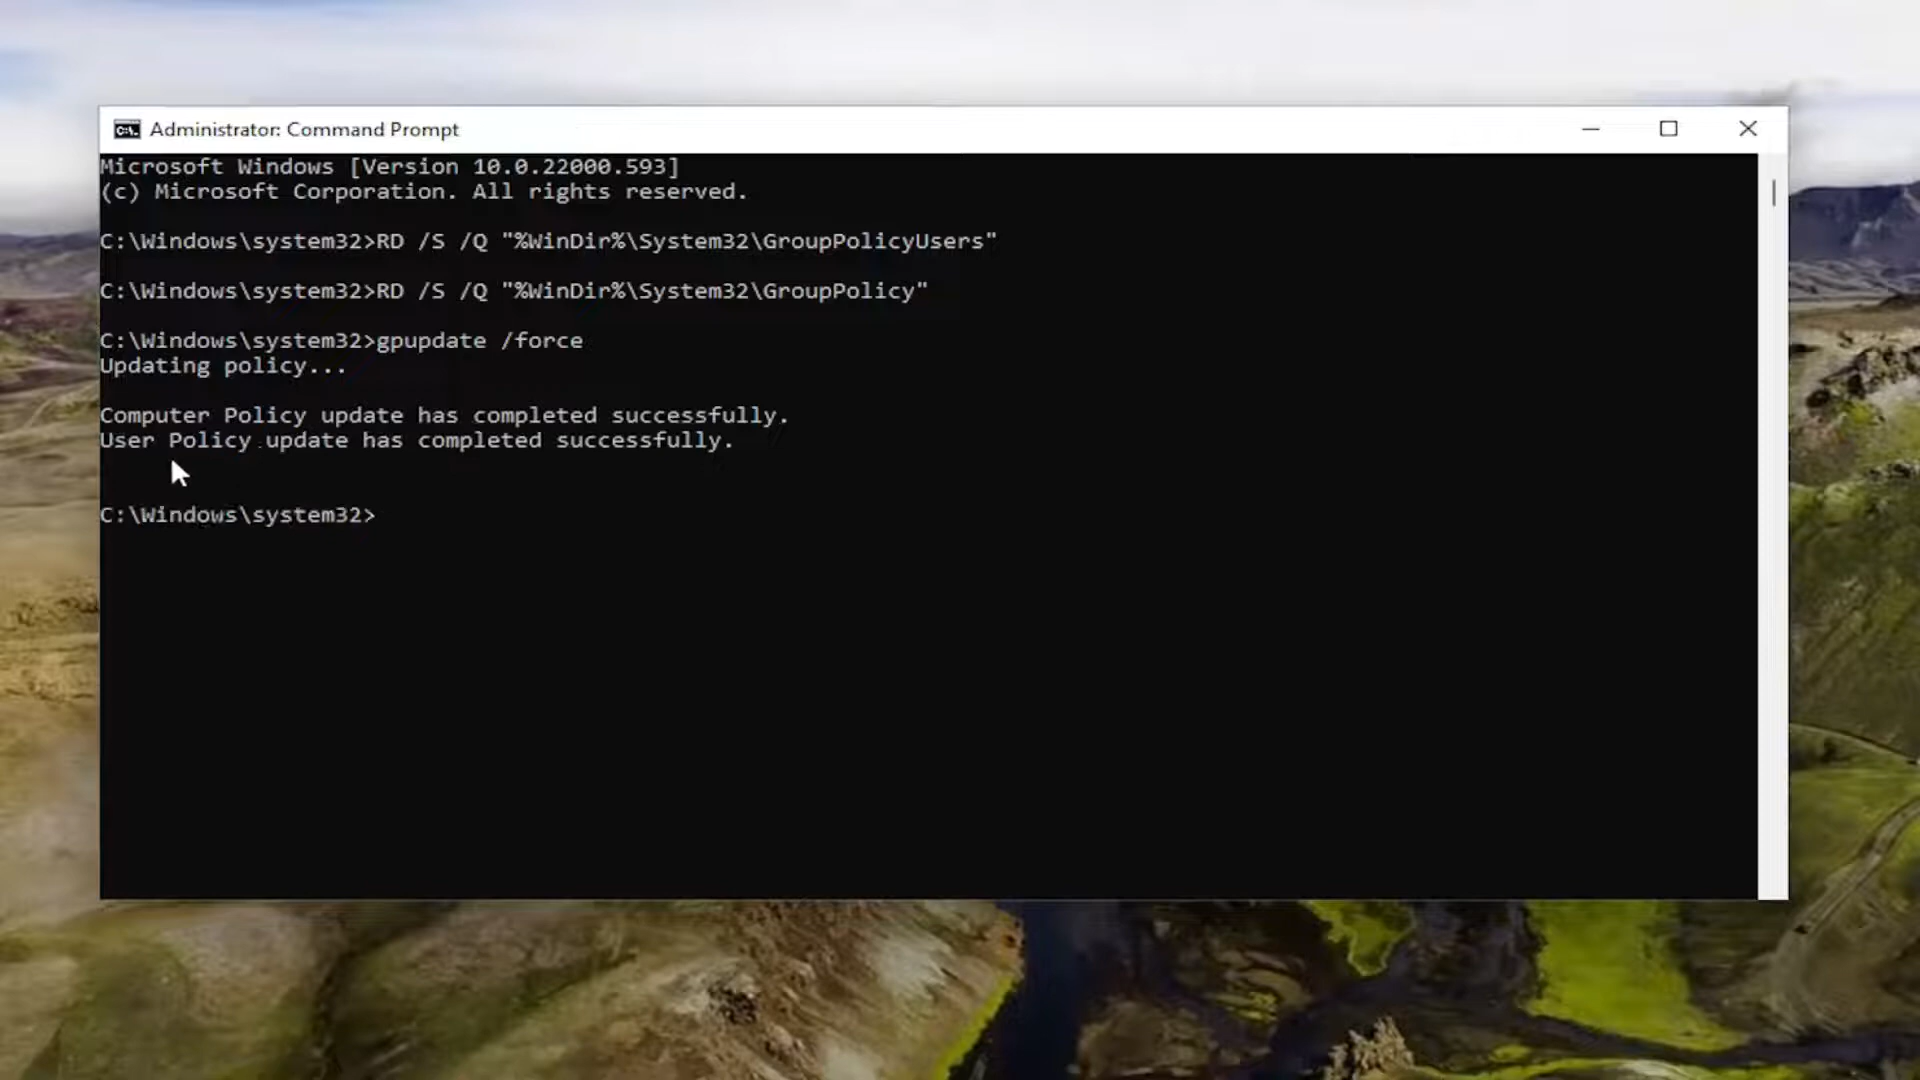 Administrator: Command Prompt
Microsoft Windows [Version 10.0.22000.593]
(c) Microsoft Corporation. All rights reserved.
C:\Windows\system32>RD /S /Q "%WinDir%\System32\GroupPolicyUsers"
C:\Windows\system32>RD /S /Q "%WinDir%\System32\GroupPolicy"
C:\Windows\system32>gpupdate /force
Updating policy...
Computer Policy update has completed successfully.
User Policy update has completed successfully.
C:\Windows\system32>